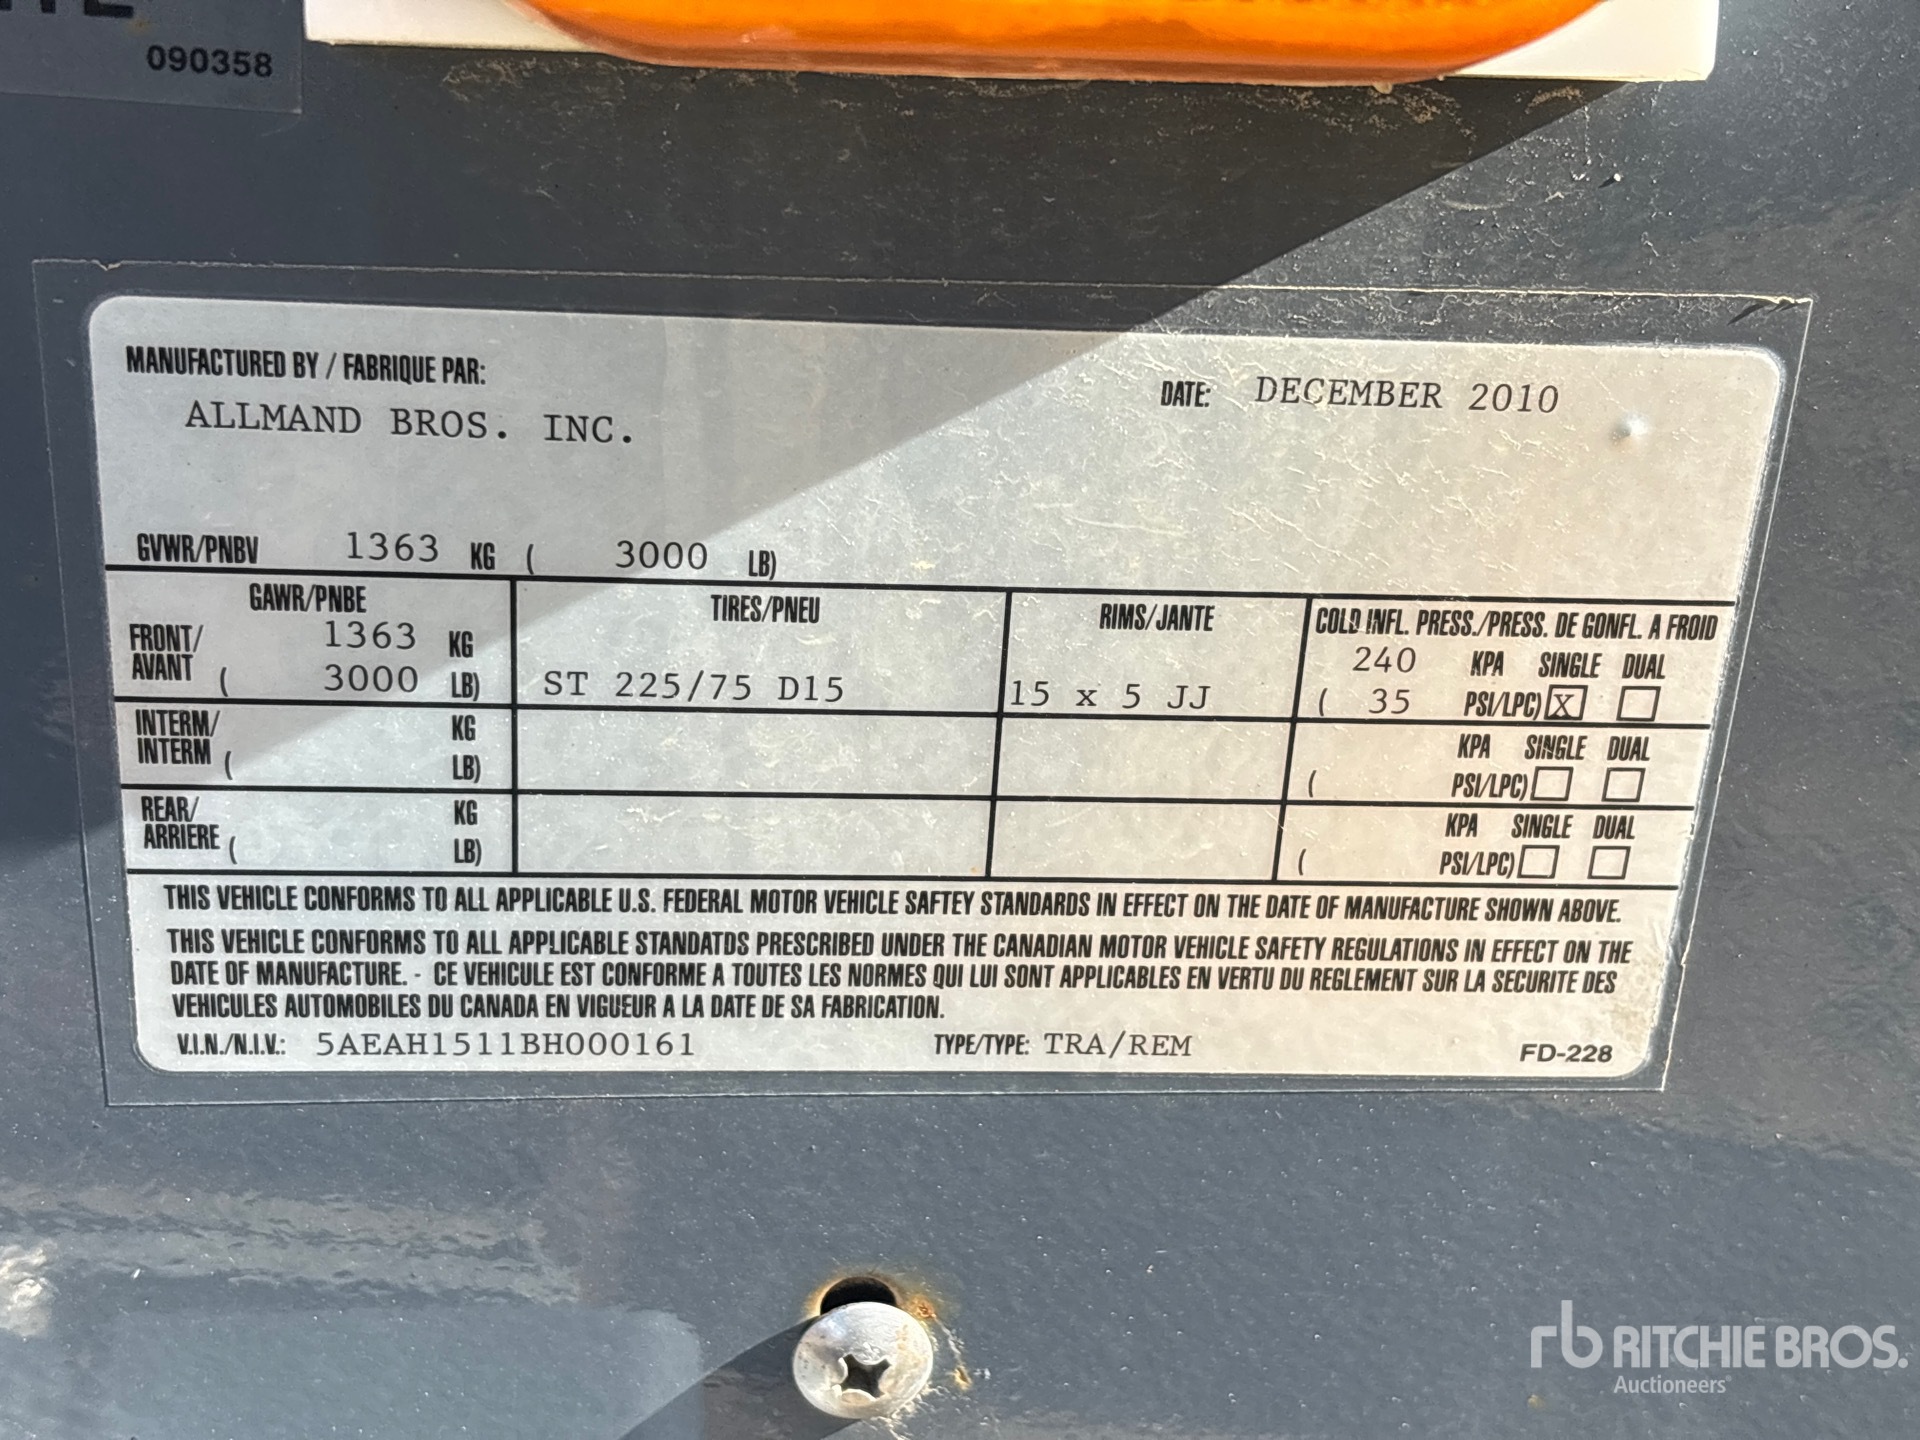 090358
MANUFACTURED BY / FABRIQUE PAR:
ALLMAND BROS. INC.
DATE: DECEMBER 2010
GVWR/PNBV 1363 KG ( 3000 LB)
GAWR/PNBE TIRES/PNEU RIMS/JANTE COLD INFL. PRESS./PRESS. DE GONFL. A FROID
FRONT/ 1363 KG 240 KPA SINGLE DUAL
AVANT ( 3000 LB) ST 225/75 D15 15 x 5 JJ ( 35 PSI/LPC) X
INTERM/ KG KPA SINGLE DUAL
INTERM ( LB) ( PSI/LPC)
REAR/ KG KPA SINGLE DUAL
ARRIERE ( LB) ( PSI/LPC)
THIS VEHICLE CONFORMS TO ALL APPLICABLE U.S. FEDERAL MOTOR VEHICLE SAFTEY STANDARDS IN EFFECT ON THE DATE OF MANUFACTURE SHOWN ABOVE.
THIS VEHICLE CONFORMS TO ALL APPLICABLE STANDATDS PRESCRIBED UNDER THE CANADIAN MOTOR VEHICLE SAFETY REGULATIONS IN EFFECT ON THE
DATE OF MANUFACTURE. - CE VEHICULE EST CONFORME A TOUTES LES NORMES QUI LUI SONT APPLICABLES EN VERTU DU REGLEMENT SUR LA SECURITE DES
VEHICULES AUTOMOBILES DU CANADA EN VIGUEUR A LA DATE DE SA FABRICATION.
V.I.N./N.I.V.: 5AEAH1511BH000161 TYPE/TYPE: TRA/REM FD-228
rb RITCHIE BROS.
Auctioneers